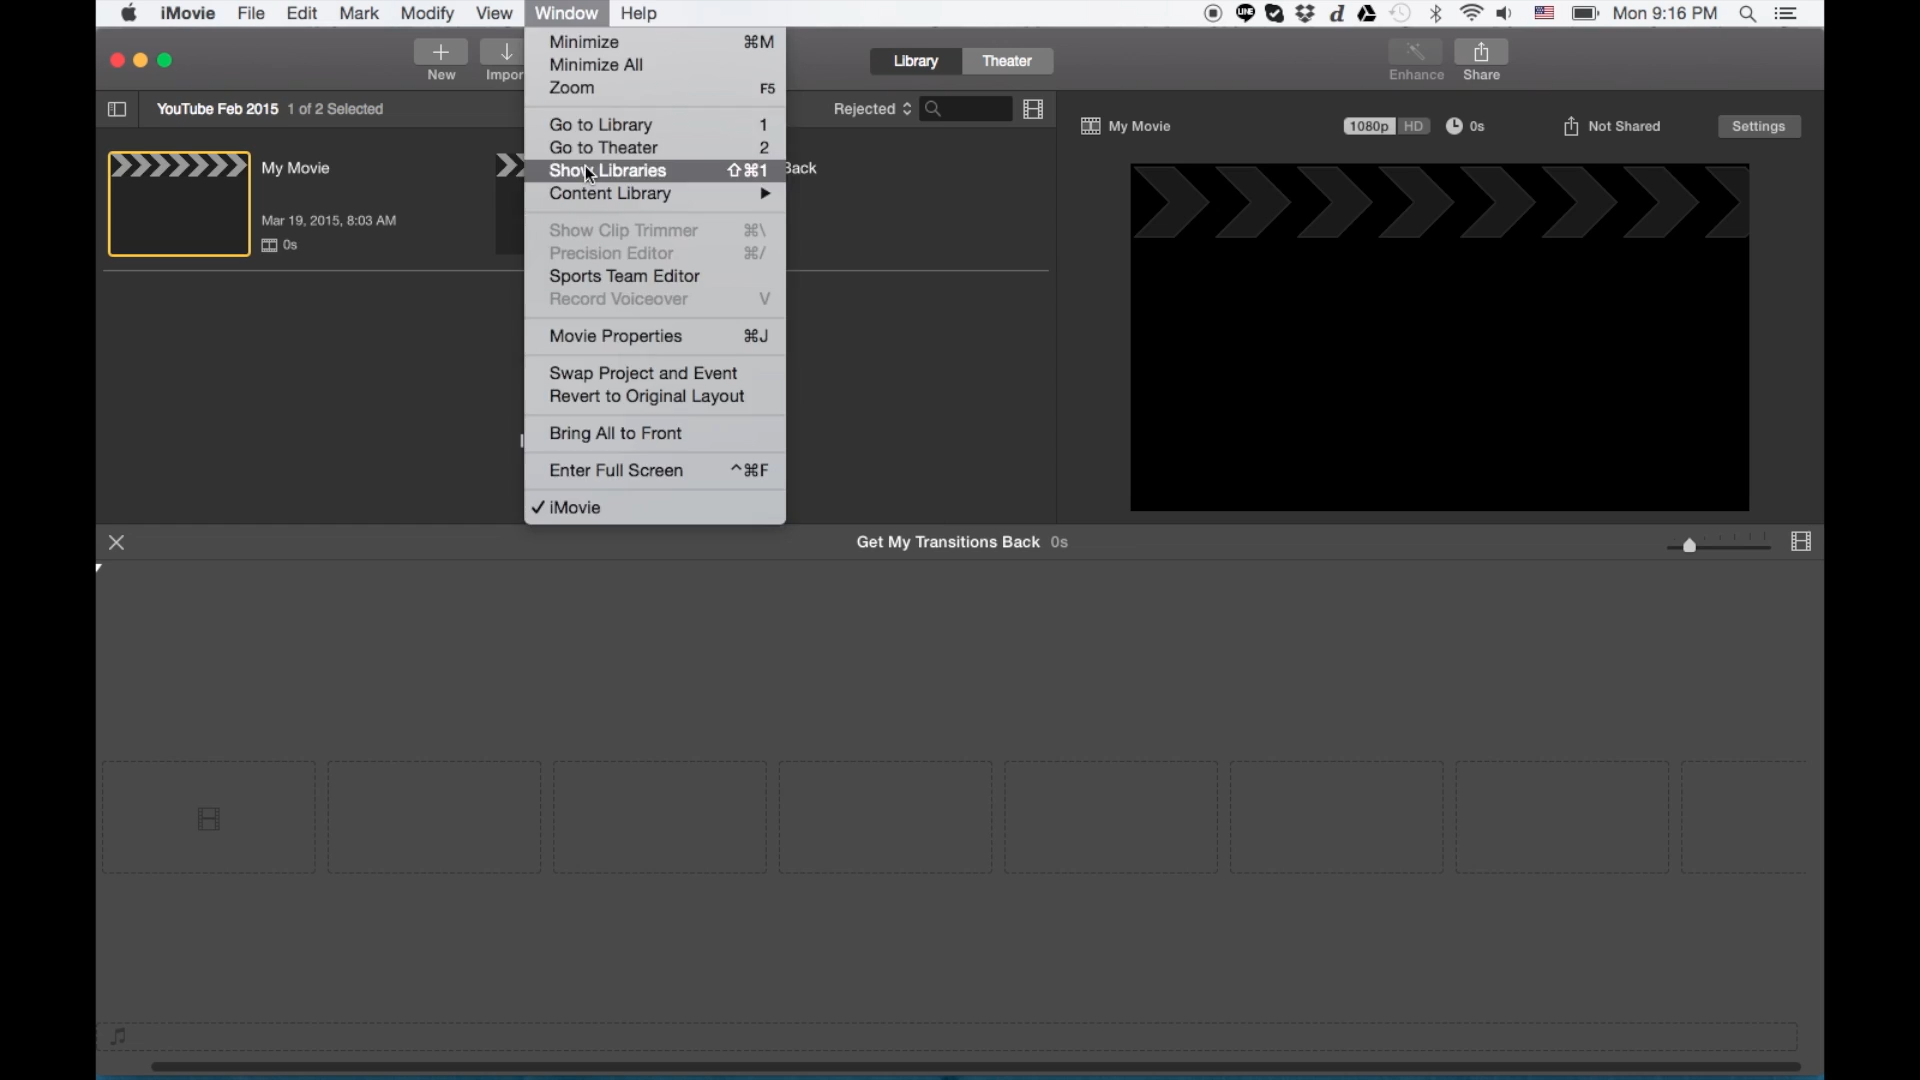 iMovie File Edit Mark Modify View Window Help LINE d Mon 9:16 PM
New
Impor
Library Theater
Enhance Share
Minimize ⌘M
Minimize All
Zoom F5
Go to Library 1
Go to Theater 2
Show Libraries ⇧⌘1
Content Library ▶
Show Clip Trimmer ⌘\
Precision Editor ⌘/
Sports Team Editor
Record Voiceover V
Movie Properties ⌘J
Swap Project and Event
Revert to Original Layout
Bring All to Front
Enter Full Screen ^⌘F
✓ iMovie
YouTube Feb 2015 1 of 2 Selected
Rejected
My Movie
Mar 19, 2015, 8:03 AM
0s
Back
My Movie 1080p HD 0s Not Shared Settings
Get My Transitions Back 0s